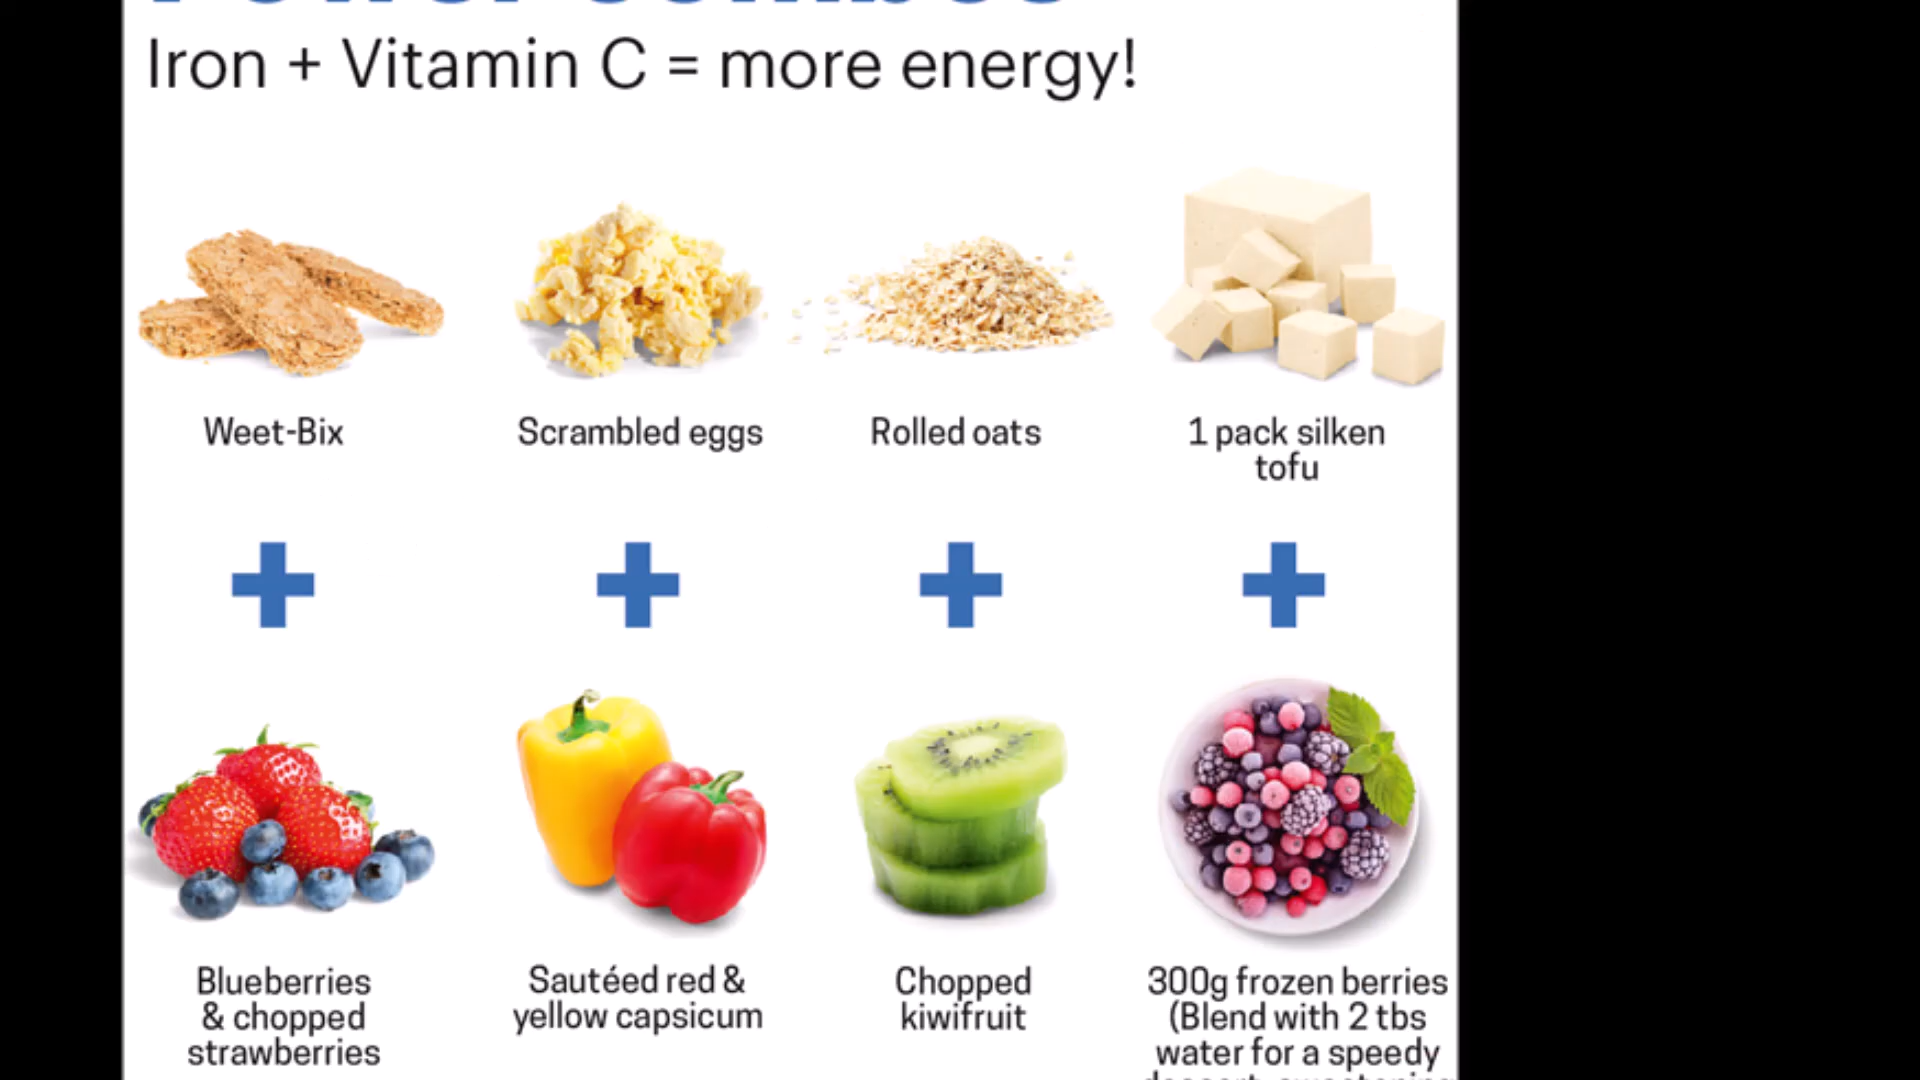 Iron + Vitamin C = more energy!
Weet-Bix
Scrambled eggs
Rolled oats
1 pack silken
tofu
Blueberries
& chopped
strawberries
Sautéed red &
yellow capsicum
Chopped
kiwifruit
300g frozen berries
(Blend with 2 tbs
water for a speedy